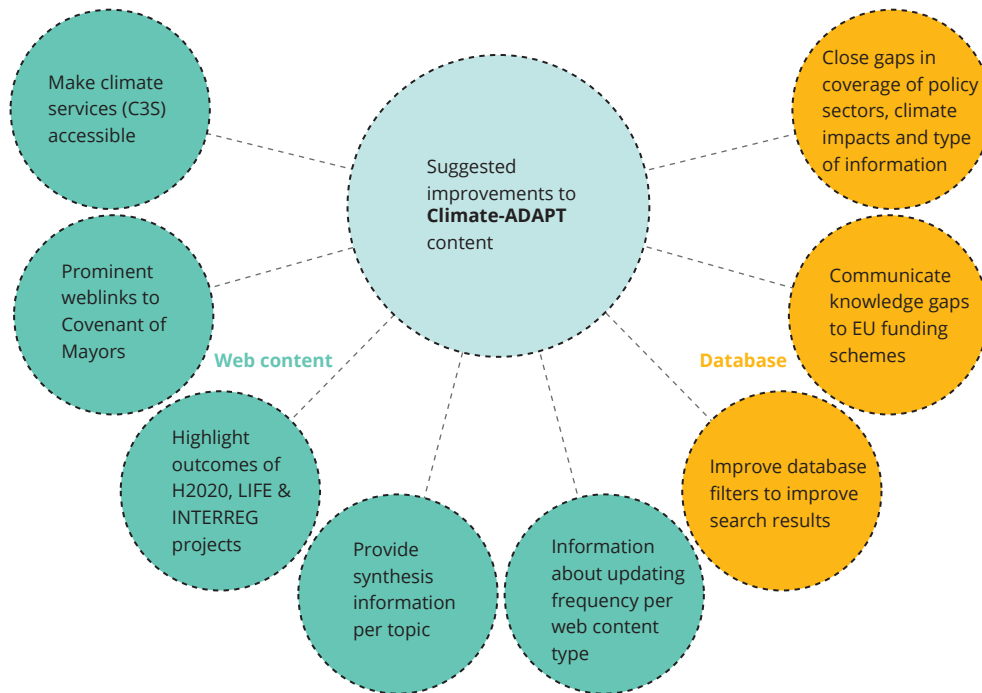 Make climate
services (C3S)
accessible
Suggested
improvements to
Climate-ADAPT
content
Close gaps in
coverage of policy
sectors, climate
impacts and type
of information
Prominent
weblinks to
Covenant of
Mayors
Communicate
knowledge gaps
to EU funding
schemes
Web content
Database
Highlight
outcomes of
H2020, LIFE &
INTERREG
projects
Provide
synthesis
information
per topic
Information
about updating
frequency per
web content
type
Improve database
filters to improve
search results